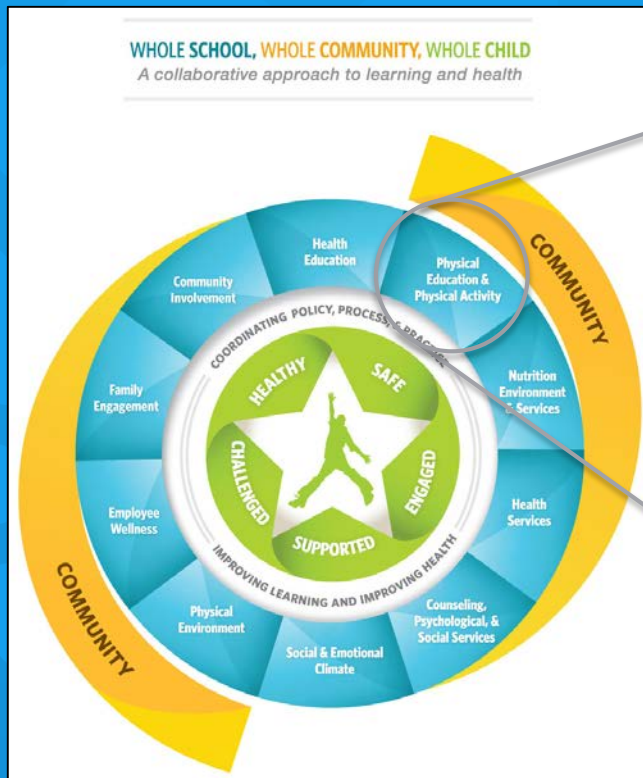 WHOLE SCHOOL, WHOLE COMMUNITY, WHOLE CHILD
A collaborative approach to learning and health
COMMUNITY
Health
Education
Physical
Education &
Physical Activity
Nutrition
Environment
& Services
Health
Services
Counseling,
Psychological, &
Social Services
Social & Emotional
Climate
Physical
Environment
Employee
Wellness
Family
Engagement
Community
Involvement
COORDINATING POLICY, PROCESS, & PRACTICE
IMPROVING LEARNING AND IMPROVING HEALTH
HEALTHY
SAFE
ENGAGED
SUPPORTED
CHALLENGED
COMMUNITY